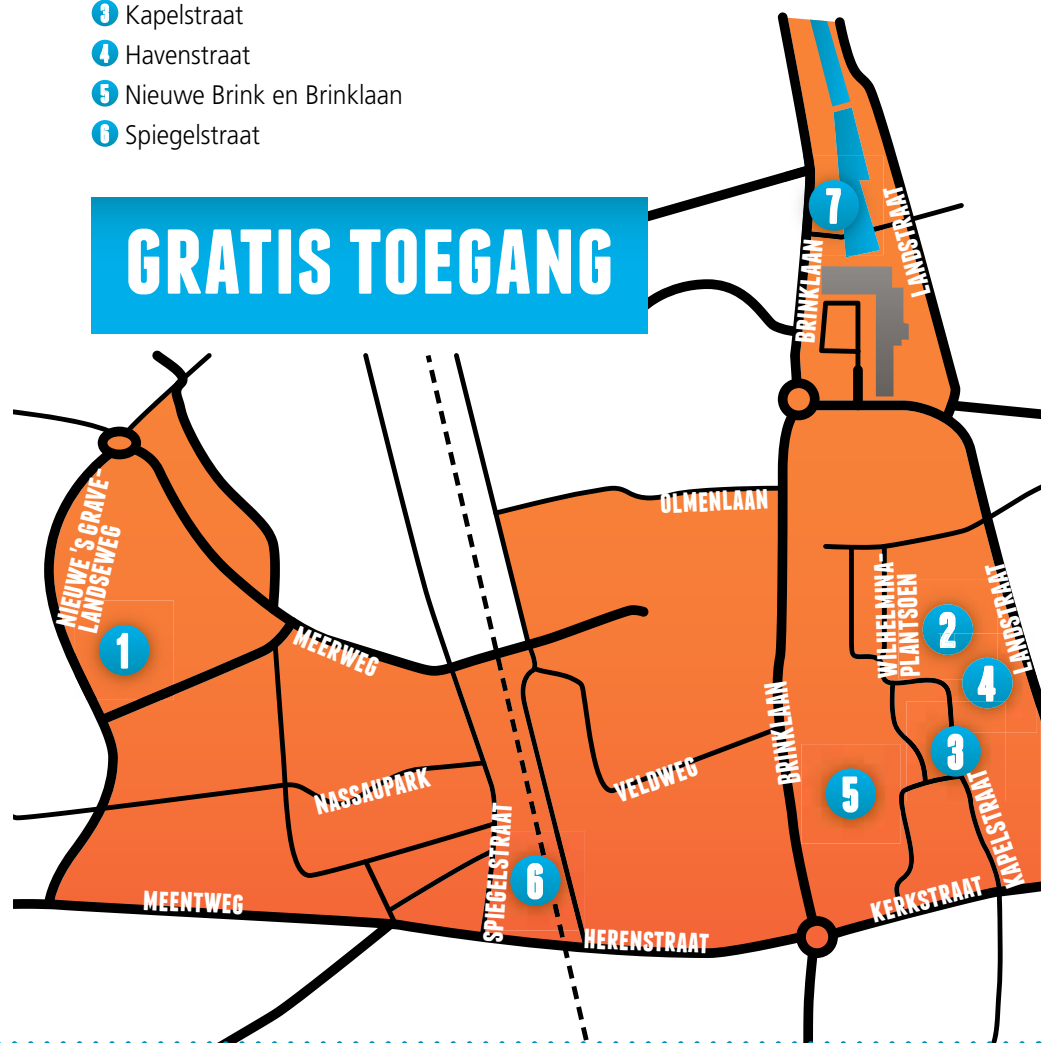 3 Kapelstraat
4 Havenstraat
5 Nieuwe Brink en Brinklaan
6 Spiegelstraat
GRATIS TOEGANG
7
LANDSTRAAT
BRINKLAAN
NIEUWE 'S GRAVE-
LANDSEWEG
OLMENLAAN
WILHELMINA-
PLANTSOEN
LANDSTRAAT
1
2
MEERWEG
4
BRINKLAAN
3
NASSAUPARK
VELDWEG
5
KAPELSTRAAT
SPIEGELSTRAAT
6
MEENTWEG
KERKSTRAAT
HERENSTRAAT